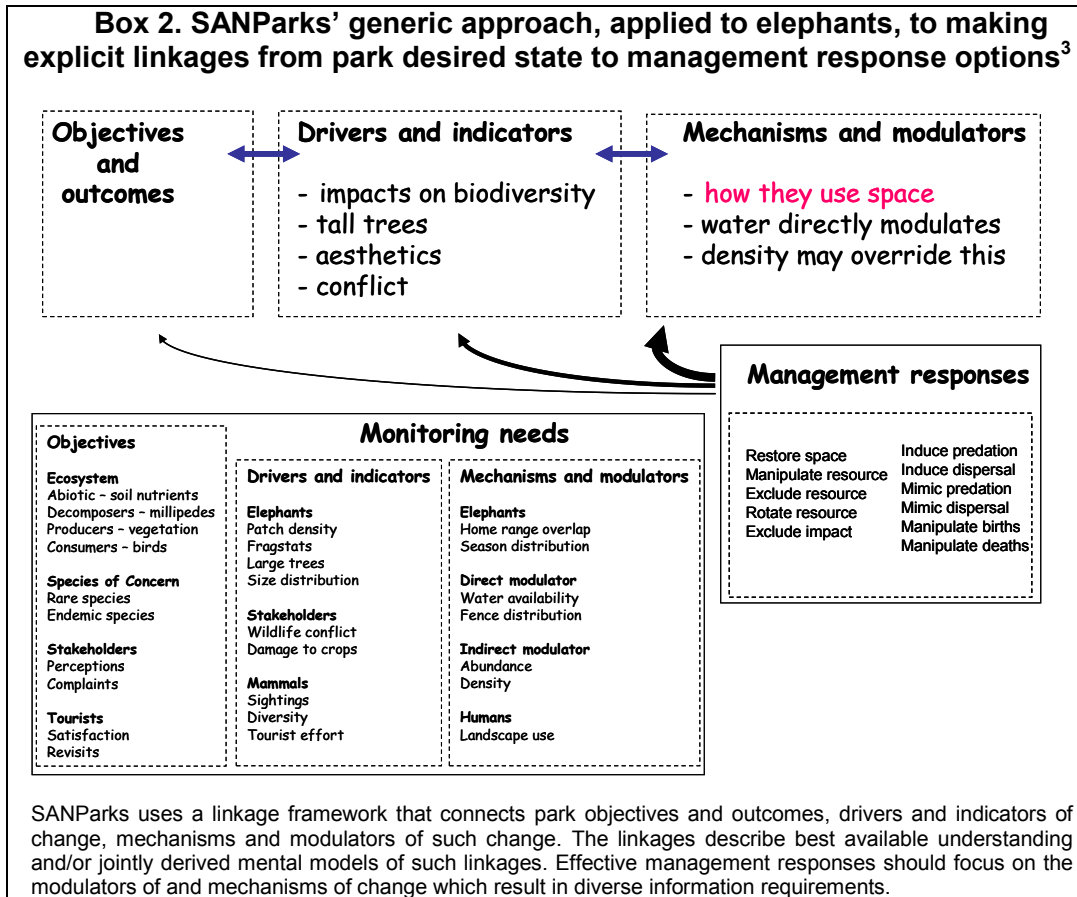 Box 2. SANParks' generic approach, applied to elephants, to making
explicit linkages from park desired state to management response options3
Objectives
and
outcomes
Drivers and indicators
- impacts on biodiversity
- tall trees
- aesthetics
- conflict
Mechanisms and modulators
- how they use space
- water directly modulates
- density may override this
Management responses
Restore space
Manipulate resource
Exclude resource
Rotate resource
Exclude impact
Induce predation
Induce dispersal
Mimic predation
Mimic dispersal
Manipulate births
Manipulate deaths
Monitoring needs
Objectives
Ecosystem
Abiotic – soil nutrients
Decomposers – millipedes
Producers – vegetation
Consumers – birds
Species of Concern
Rare species
Endemic species
Stakeholders
Perceptions
Complaints
Tourists
Satisfaction
Revisits
Drivers and indicators
Elephants
Patch density
Fragstats
Large trees
Size distribution
Stakeholders
Wildlife conflict
Damage to crops
Mammals
Sightings
Diversity
Tourist effort
Mechanisms and modulators
Elephants
Home range overlap
Season distribution
Direct modulator
Water availability
Fence distribution
Indirect modulator
Abundance
Density
Humans
Landscape use
SANParks uses a linkage framework that connects park objectives and outcomes, drivers and indicators of
change, mechanisms and modulators of such change. The linkages describe best available understanding
and/or jointly derived mental models of such linkages. Effective management responses should focus on the
modulators of and mechanisms of change which result in diverse information requirements.